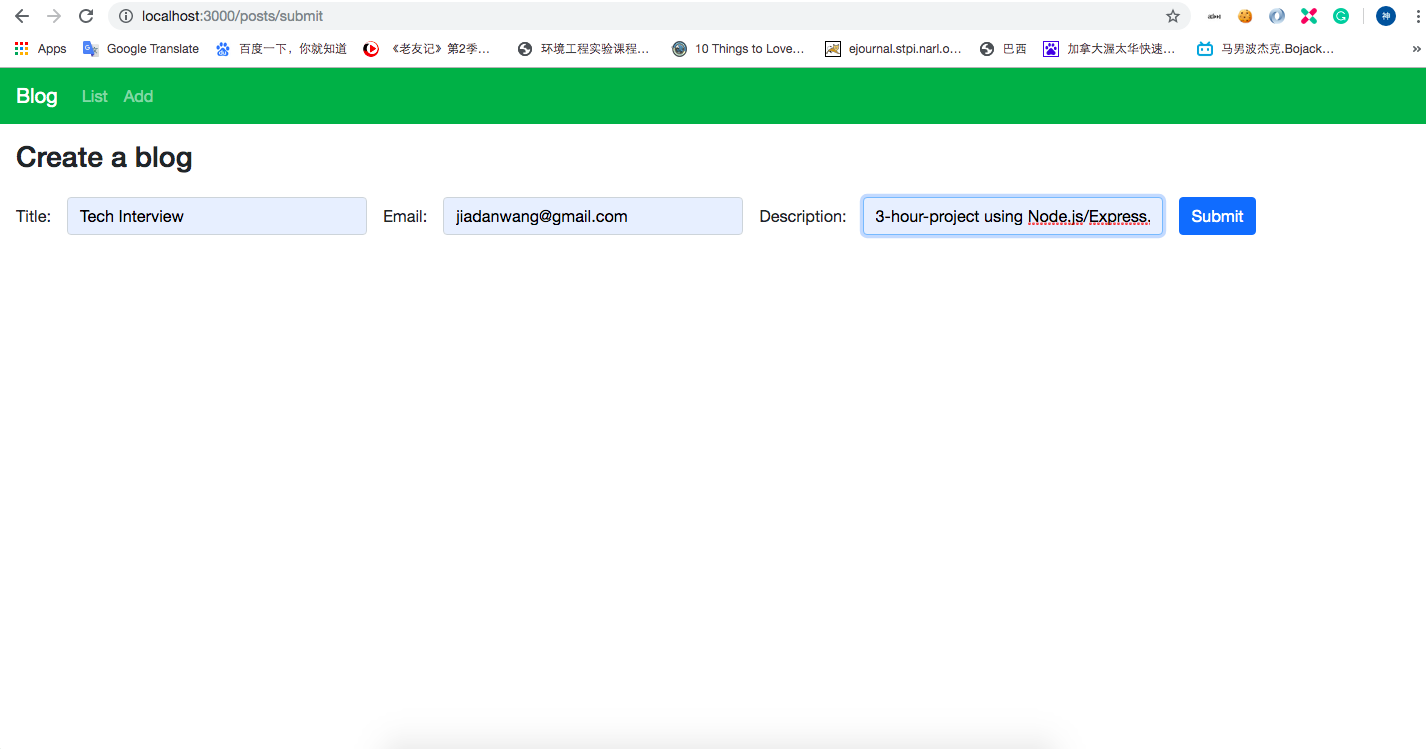 localhost:3000/posts/submit
Apps Google Translate 百度一下，你就知道 《老友记》第2季… 环境工程实验课程… 10 Things to Love… ejournal.stpi.narl.o… 巴西 加拿大渥太华快速… 马男波杰克.Bojack… »
Blog List Add
Create a blog
Title: Tech Interview Email: jiadanwang@gmail.com Description: 3-hour-project using Node.js/Express. Submit